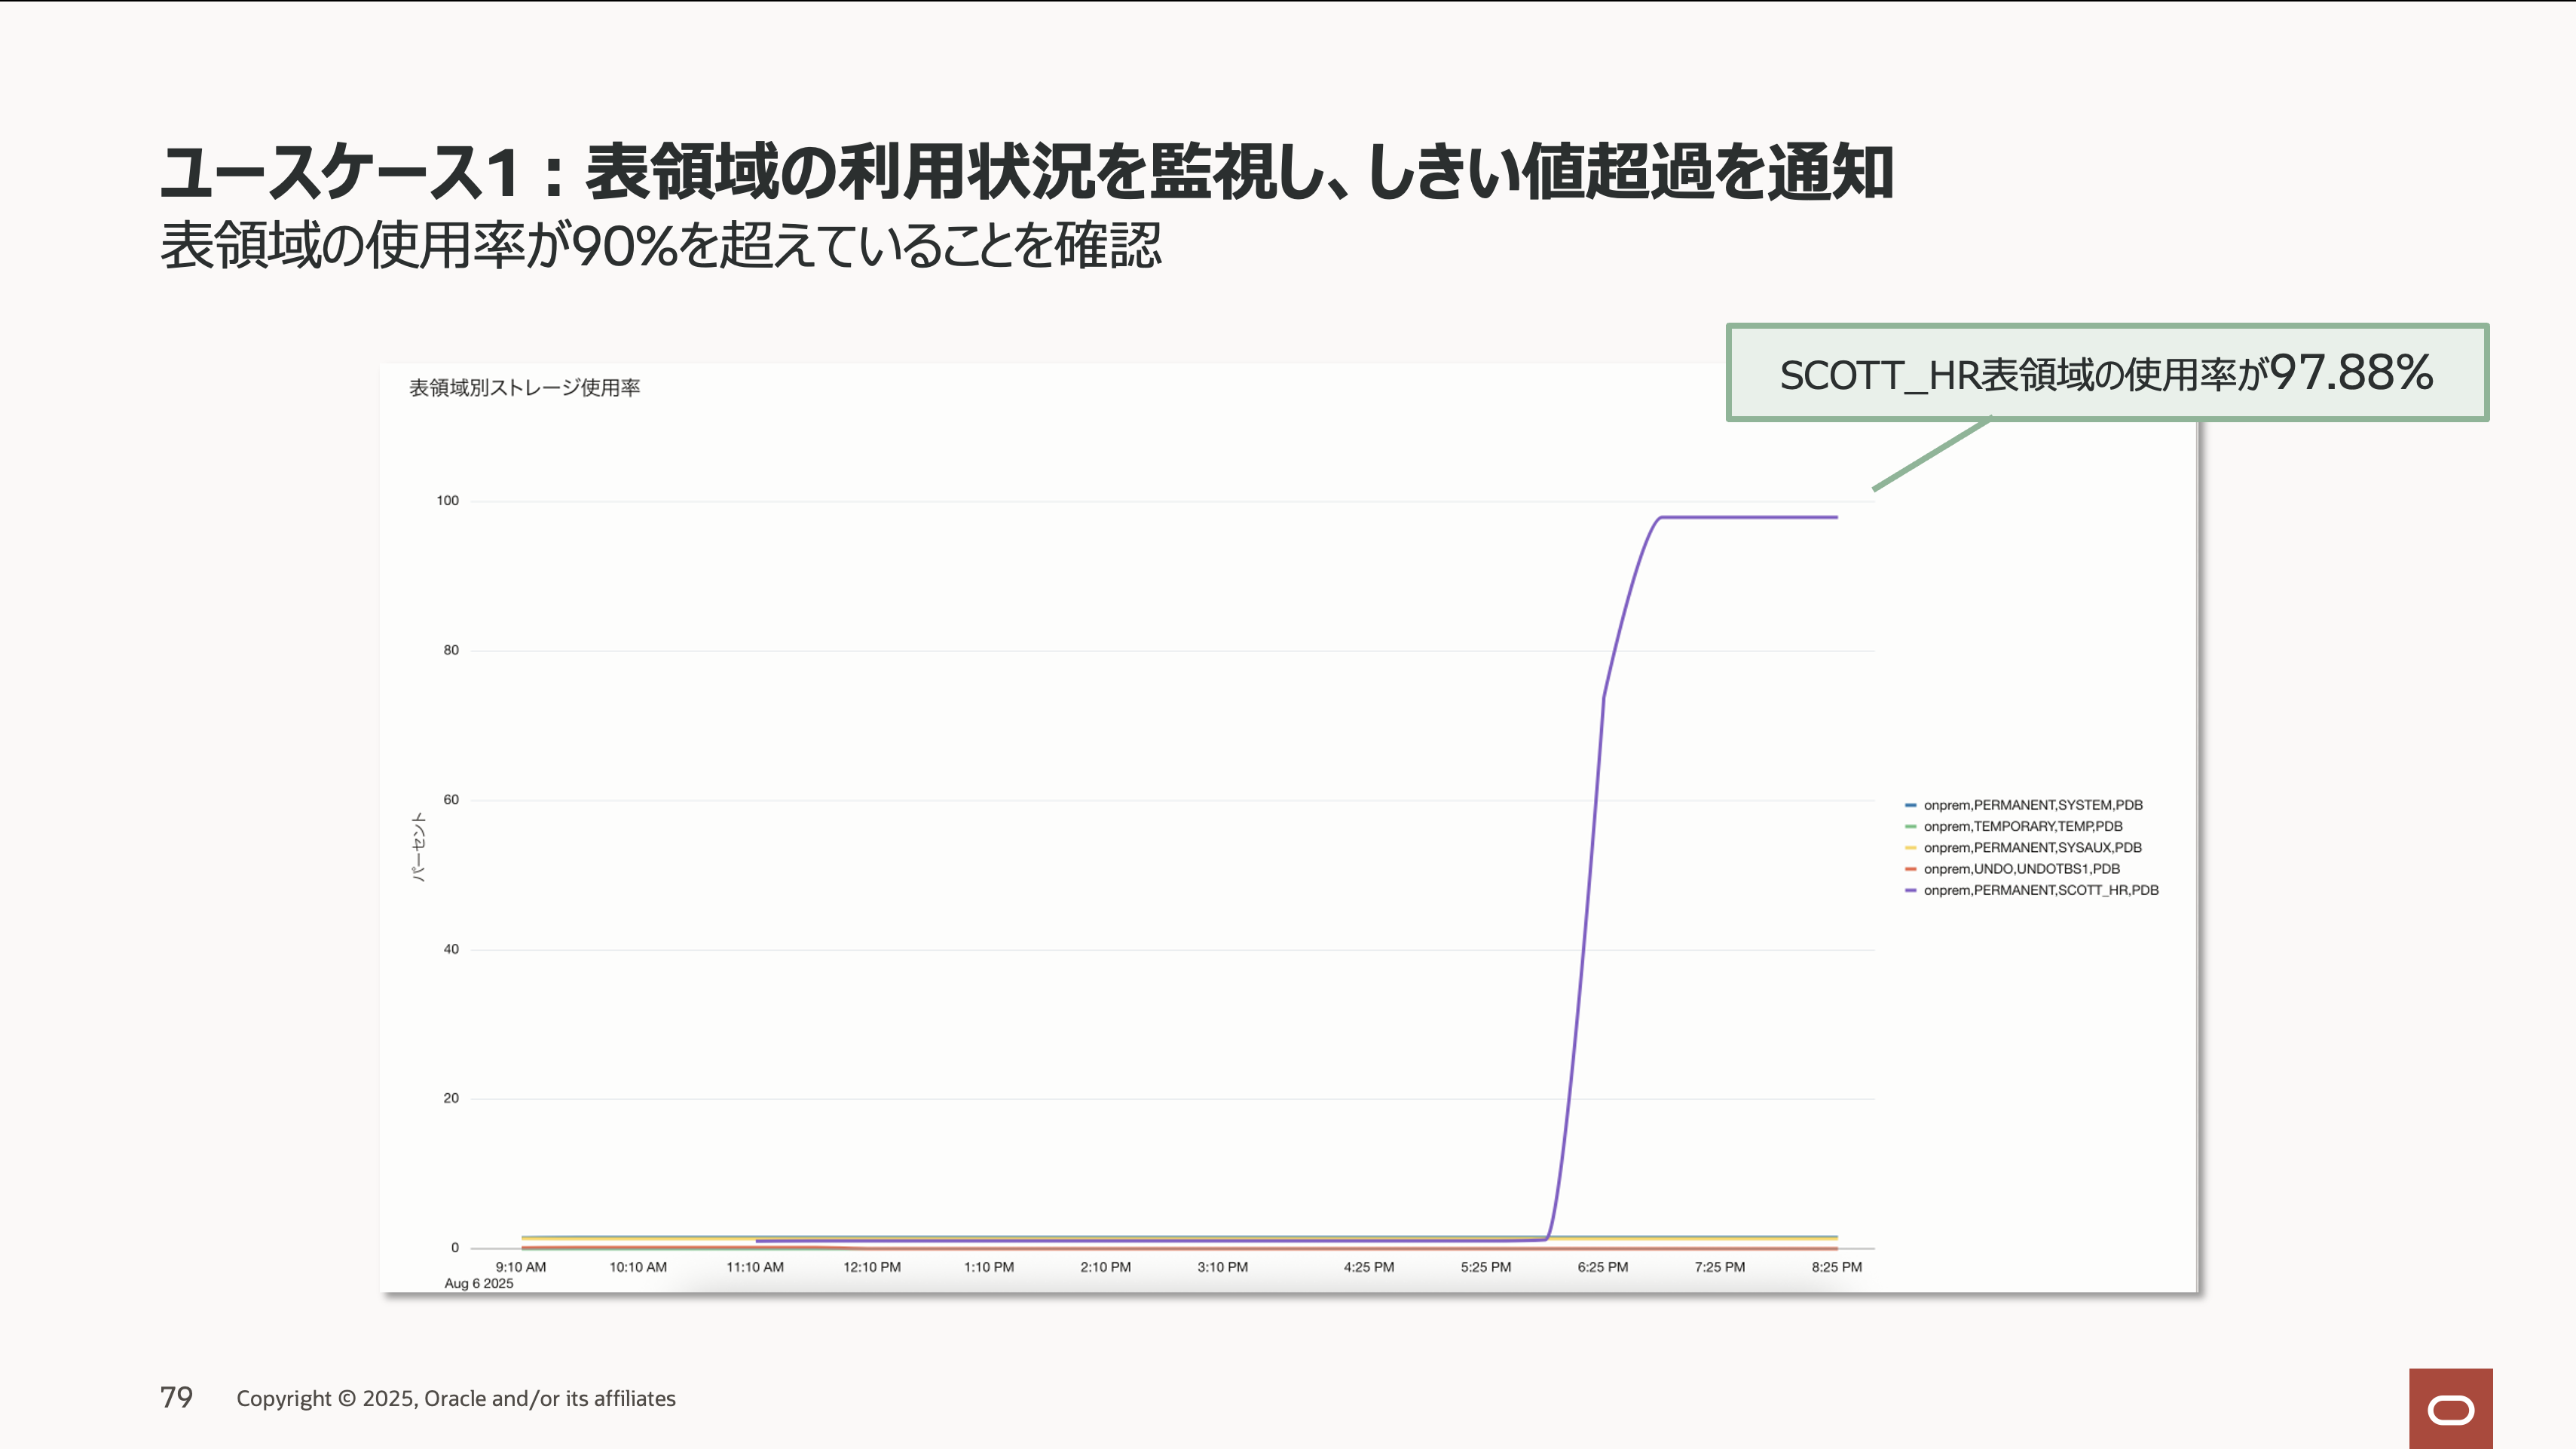 ユースケース1：表領域の利用状況を監視し、しきい値超過を通知
表領域の使用率が90%を超えていることを確認
SCOTT_HR表領域の使用率が97.88%
表領域別ストレージ使用率
100
80
60
40
20
0
パーセント
9:10 AM 10:10 AM 11:10 AM 12:10 PM 1:10 PM 2:10 PM 3:10 PM 4:25 PM 5:25 PM 6:25 PM 7:25 PM 8:25 PM
Aug 6 2025
onprem,PERMANENT,SYSTEM,PDB
onprem,TEMPORARY,TEMP,PDB
onprem,PERMANENT,SYSAUX,PDB
onprem,UNDO,UNDOTBS1,PDB
onprem,PERMANENT,SCOTT_HR,PDB
79 Copyright © 2025, Oracle and/or its affiliates